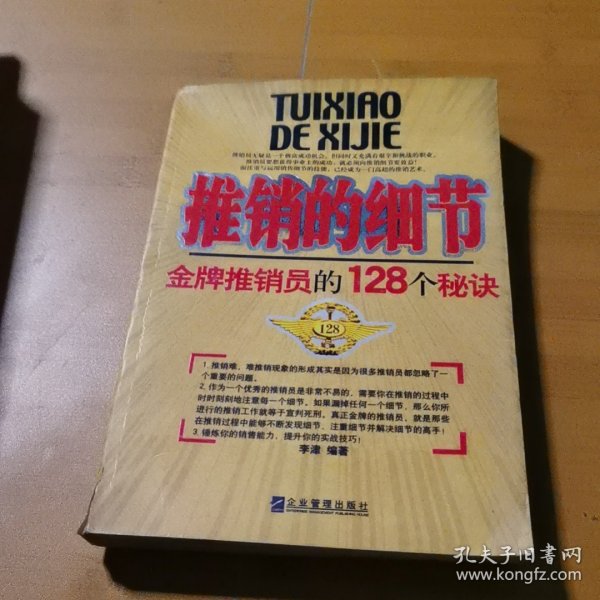 TUIXIAO
DE XIJIE
推销的细节
金牌推销员的128个秘诀
128
1.推销难，难推销现象的形成其实是因为很多推销员都忽略了一
个重要的问题。
2.作为一个优秀的推销员是非常不易的，需要你在推销的过程中
时时刻刻地注意每一个细节。如果漏掉任何一个细节，那么你所
进行的推销工作就等于宣判死刑。真正金牌的推销员，就是那些
在推销过程中能够不断发现细节、注重细节并解决细节的高手！
3.锤炼你的销售能力，提升你的实战技巧！
李津 编著
企业管理出版社
ENTERPRISE MANAGEMENT PUBLISHING HOUSE
孔夫子旧书网
www.kongfz.com